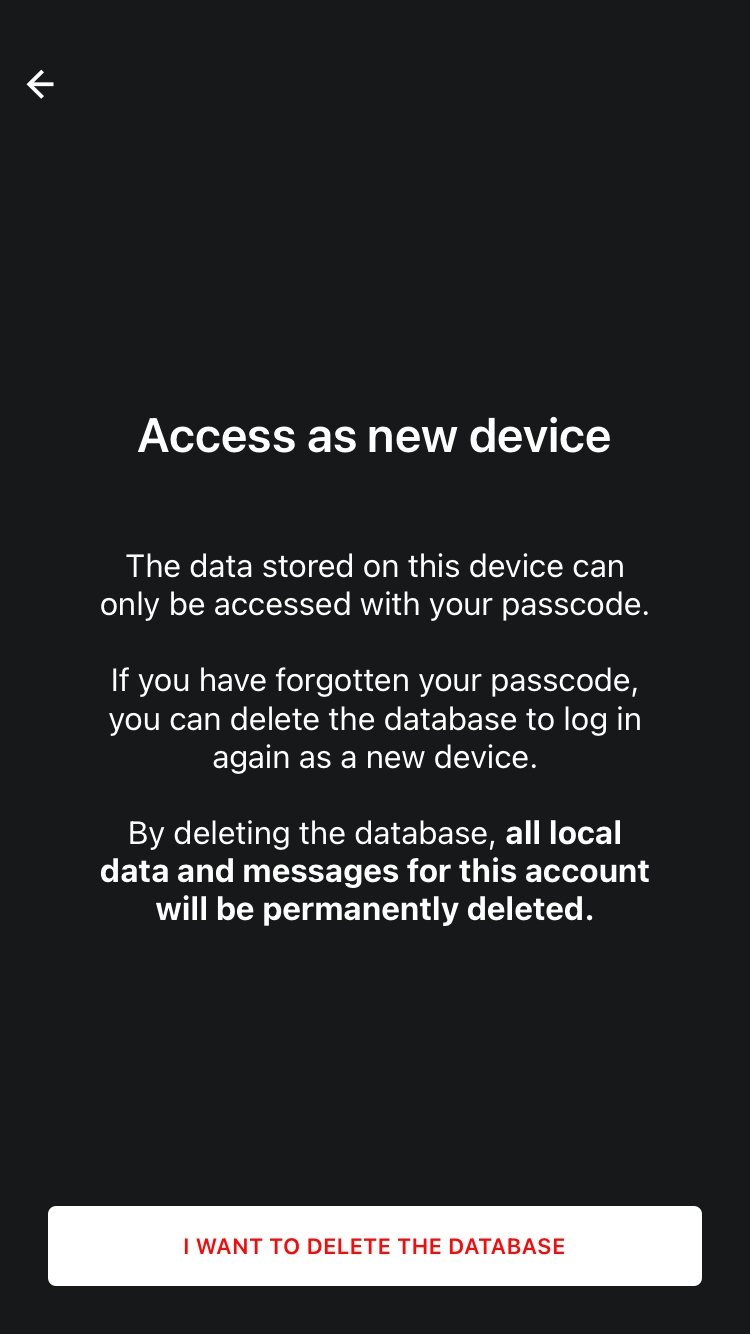 Access as new device
The data stored on this device can
only be accessed with your passcode.
If you have forgotten your passcode,
you can delete the database to log in
again as a new device.
By deleting the database, all local
data and messages for this account
will be permanently deleted.
I WANT TO DELETE THE DATABASE